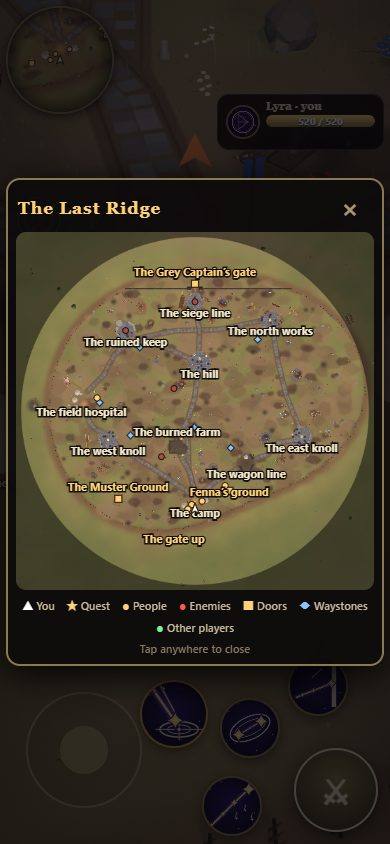 Lyra - you
520 / 520
The Last Ridge
×
The Grey Captain's gate
The siege line
The north works
The ruined keep
The hill
The field hospital
The burned farm
The west knoll
The east knoll
The wagon line
The Muster Ground
Fenna's ground
The camp
The gate up
You
Quest
People
Enemies
Doors
Waystones
Other players
Tap anywhere to close